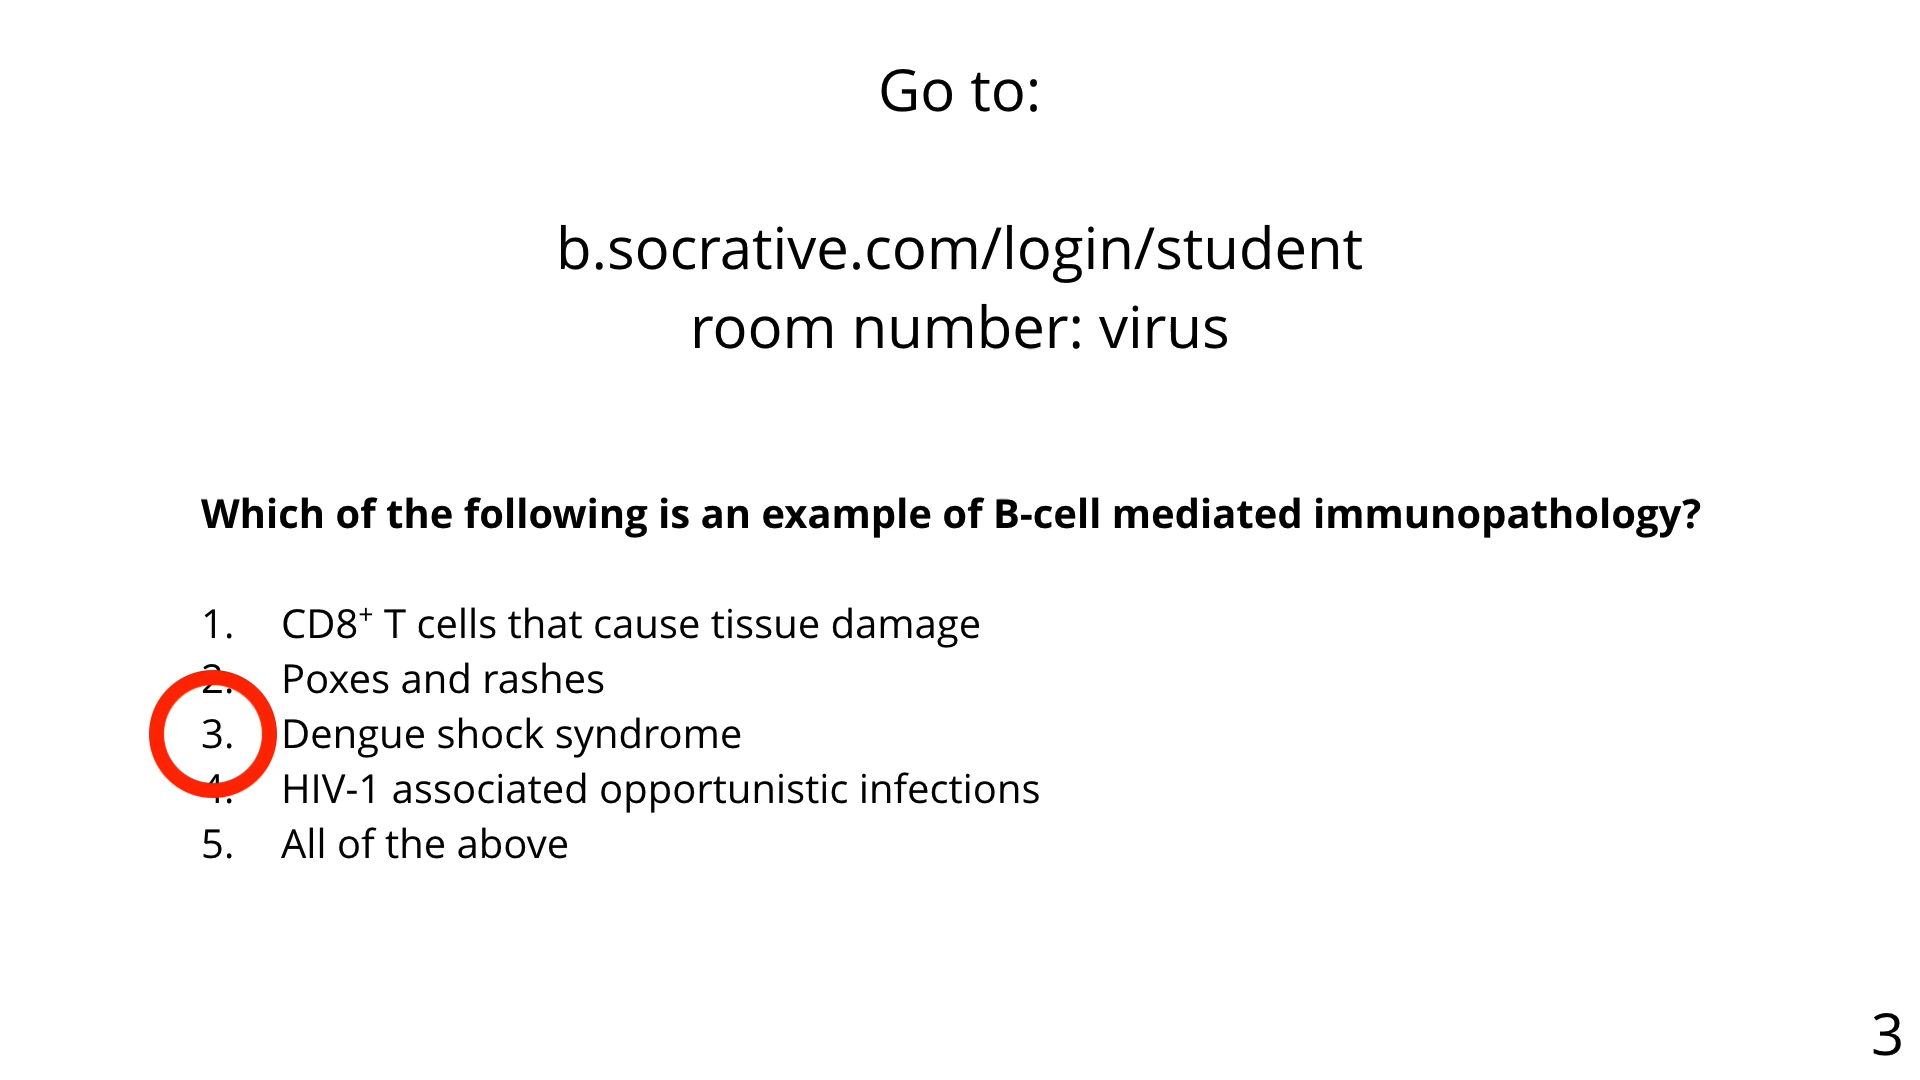 Go to:
b.socrative.com/login/student
room number: virus
Which of the following is an example of B-cell mediated immunopathology?
1. CD8⁺ T cells that cause tissue damage
2. Poxes and rashes
3. Dengue shock syndrome
4. HIV-1 associated opportunistic infections
5. All of the above
3